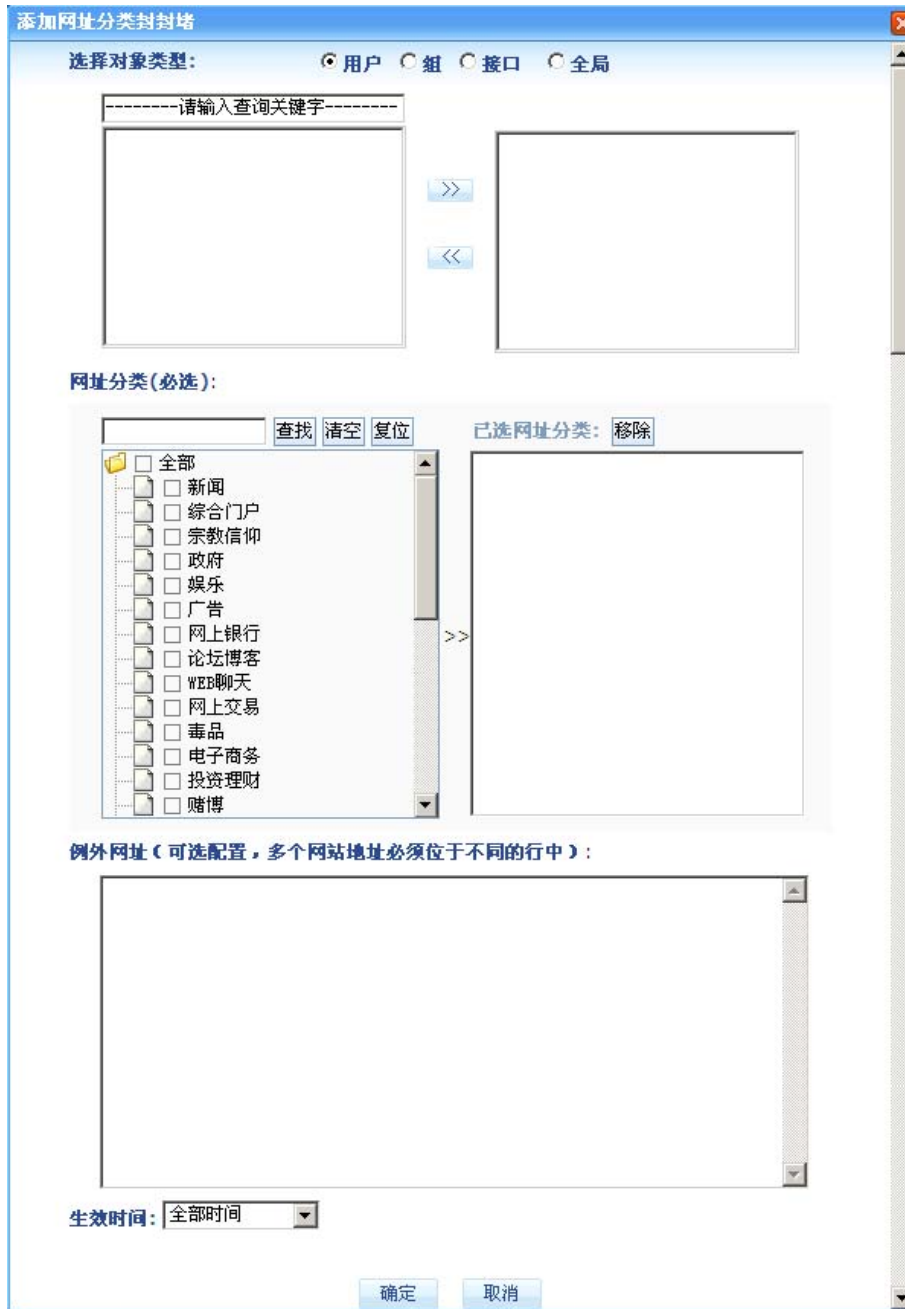 添加网址分类封封堵
选择对象类型： 用户 组 接口 全局
--------请输入查询关键字--------
>>
<<
网址分类(必选)：
查找 清空 复位 已选网址分类： 移除
全部
新闻
综合门户
宗教信仰
政府
娱乐
广告
网上银行
>>
论坛博客
WEB聊天
网上交易
毒品
电子商务
投资理财
赌博
例外网址（可选配置，多个网站地址必须位于不同的行中）：
生效时间： 全部时间
确定 取消